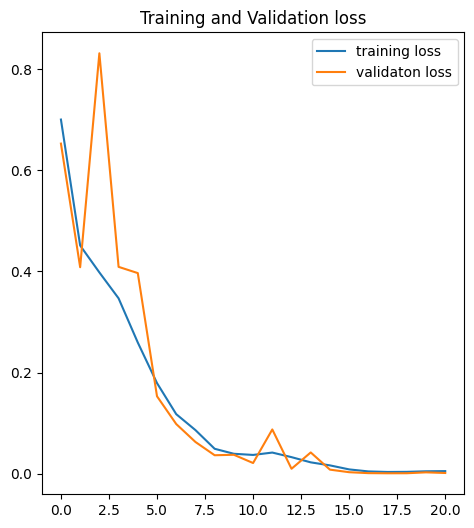 Training and Validation loss
training loss
validaton loss
0.8
0.6
0.4
0.2
0.0
0.0 2.5 5.0 7.5 10.0 12.5 15.0 17.5 20.0